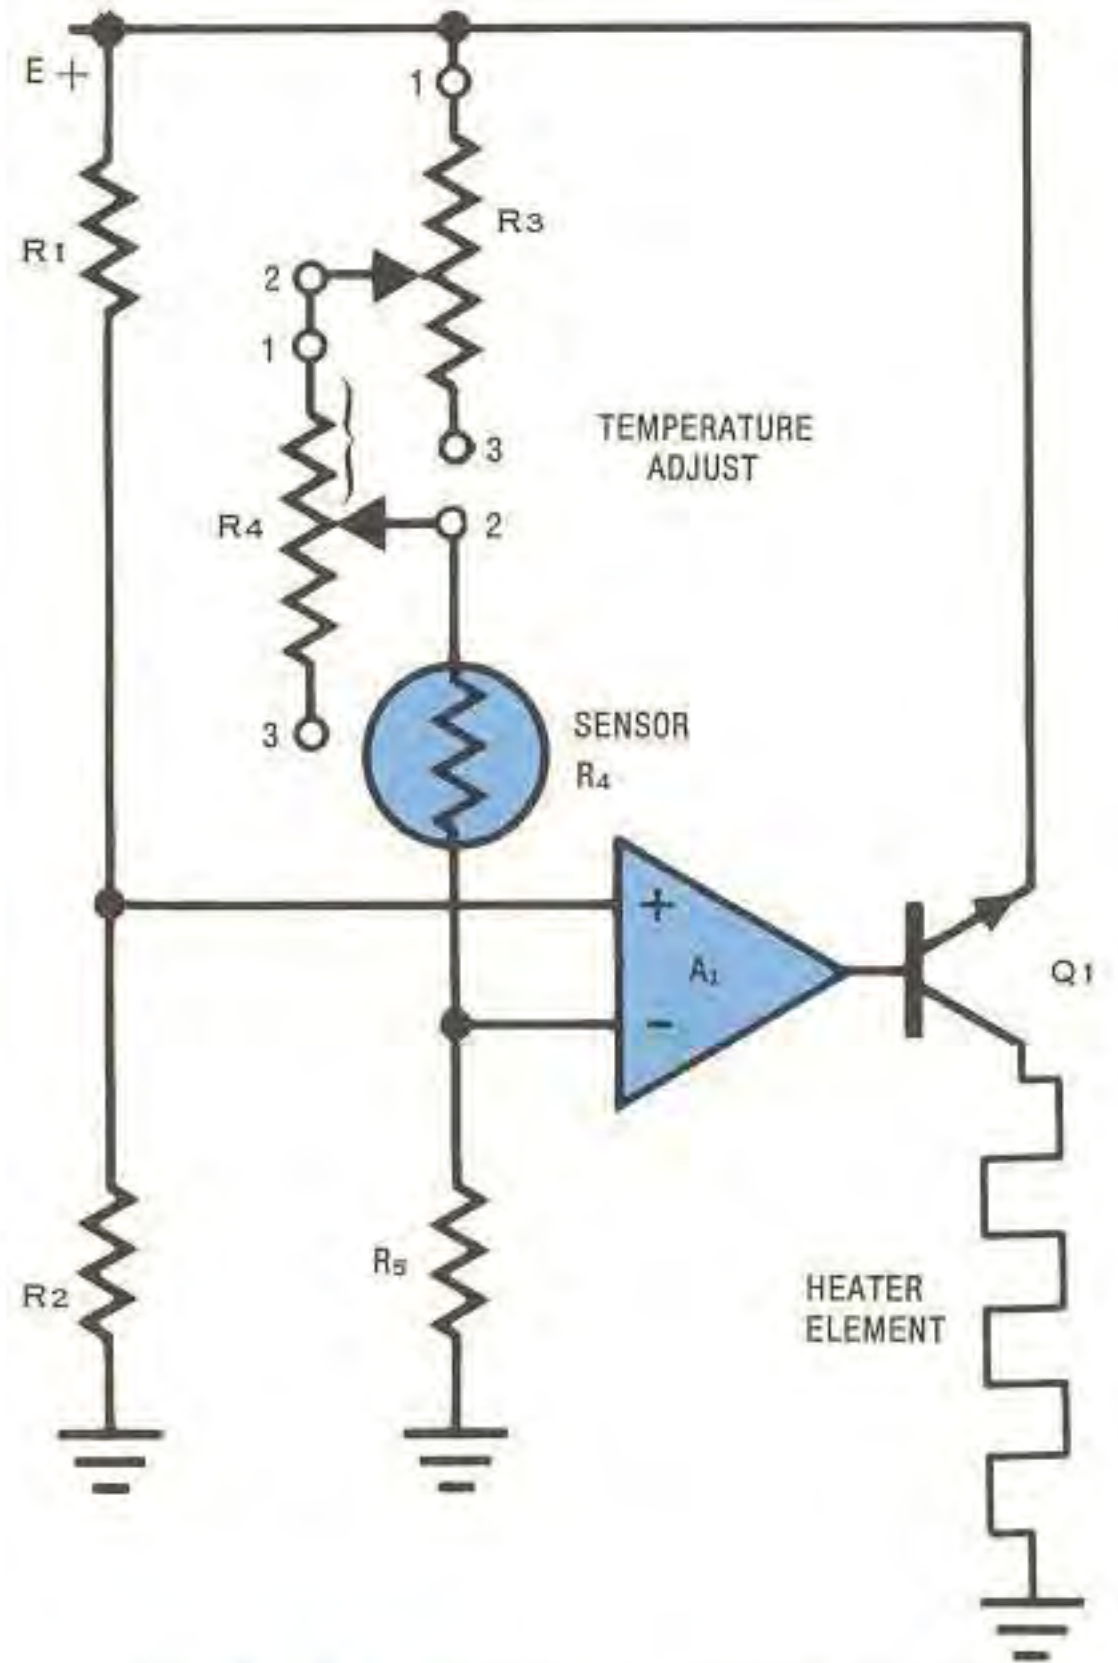 E+
1
R1
R3
2
1
3
TEMPERATURE
ADJUST
R4
2
3
SENSOR
R4
+
A1
Q1
−
R5
R2
HEATER
ELEMENT